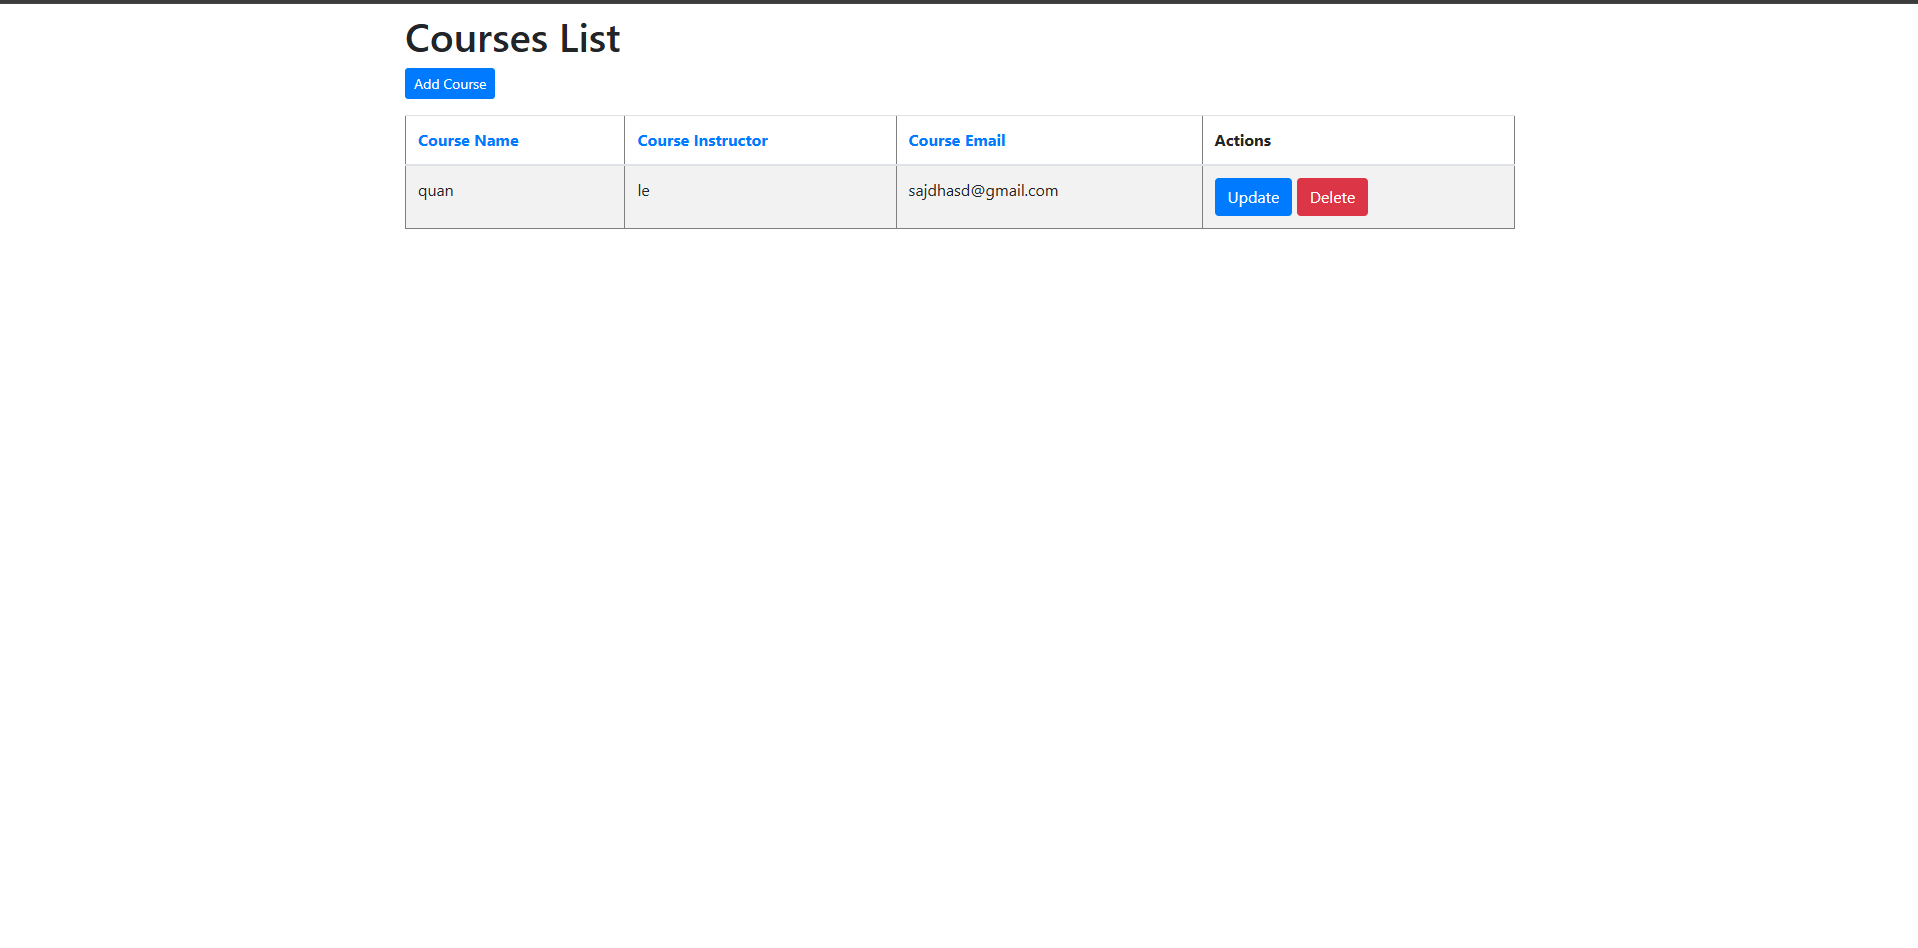 Courses List
Add Course
Course Name Course Instructor Course Email Actions
quan le sajdhasd@gmail.com Update Delete